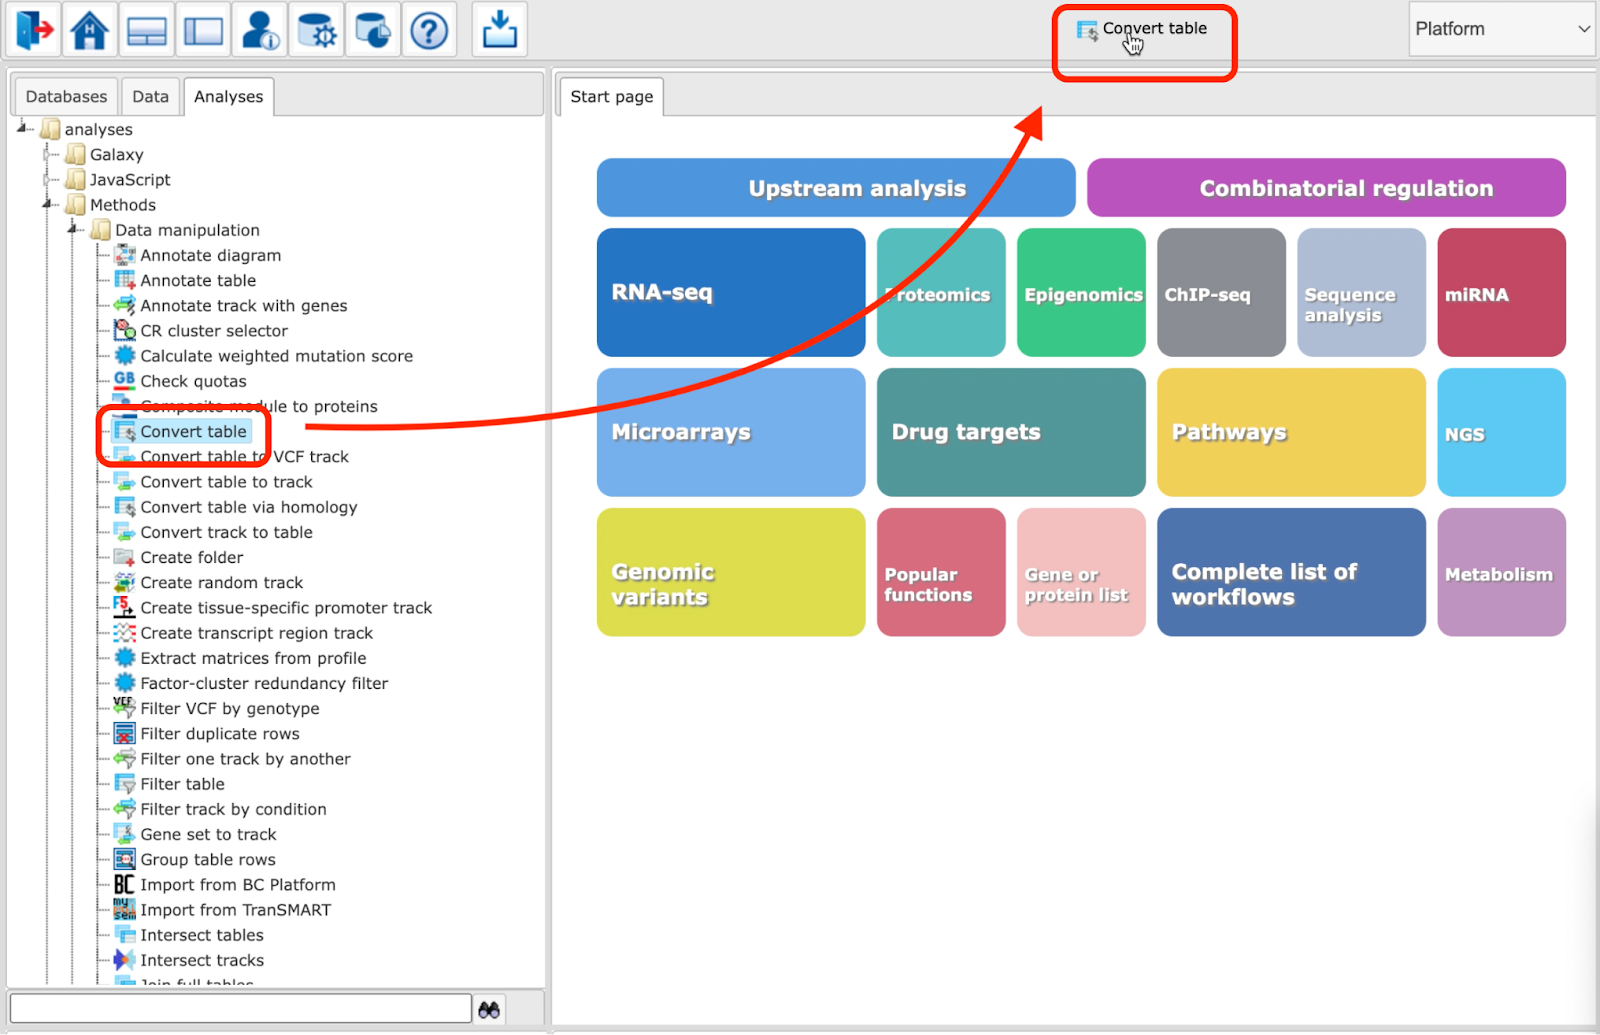 Convert table
Platform
Databases
Data
Analyses
Start page
analyses
Galaxy
JavaScript
Methods
Data manipulation
Annotate diagram
Annotate table
Annotate track with genes
CR cluster selector
Calculate weighted mutation score
GB
Check quotas
Composite module to proteins
Convert table
Convert table to VCF track
Convert table to track
Convert table via homology
Convert track to table
Create folder
Create random track
F5
Create tissue-specific promoter track
Create transcript region track
Extract matrices from profile
Factor-cluster redundancy filter
VCF
Filter VCF by genotype
Filter duplicate rows
Filter one track by another
Filter table
Filter track by condition
Gene set to track
Group table rows
BC
Import from BC Platform
my
sem
Import from TranSMART
Intersect tables
Intersect tracks
Join full tables
Upstream analysis
Combinatorial regulation
RNA-seq
Proteomics
Epigenomics
ChIP-seq
Sequence
analysis
miRNA
Microarrays
Drug targets
Pathways
NGS
Genomic
variants
Popular
functions
Gene or
protein list
Complete list of
workflows
Metabolism